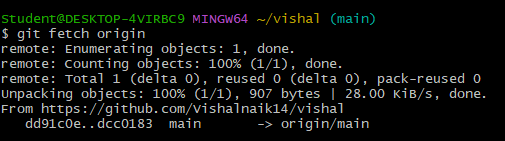 Student@DESKTOP-4VIRBC9 MINGW64 ~/vishal (main)
$ git fetch origin
remote: Enumerating objects: 1, done.
remote: Counting objects: 100% (1/1), done.
remote: Total 1 (delta 0), reused 0 (delta 0), pack-reused 0
Unpacking objects: 100% (1/1), 907 bytes | 28.00 KiB/s, done.
From https://github.com/Vishalnaik14/vishal
   dd91c0e..dcc0183  main       -> origin/main